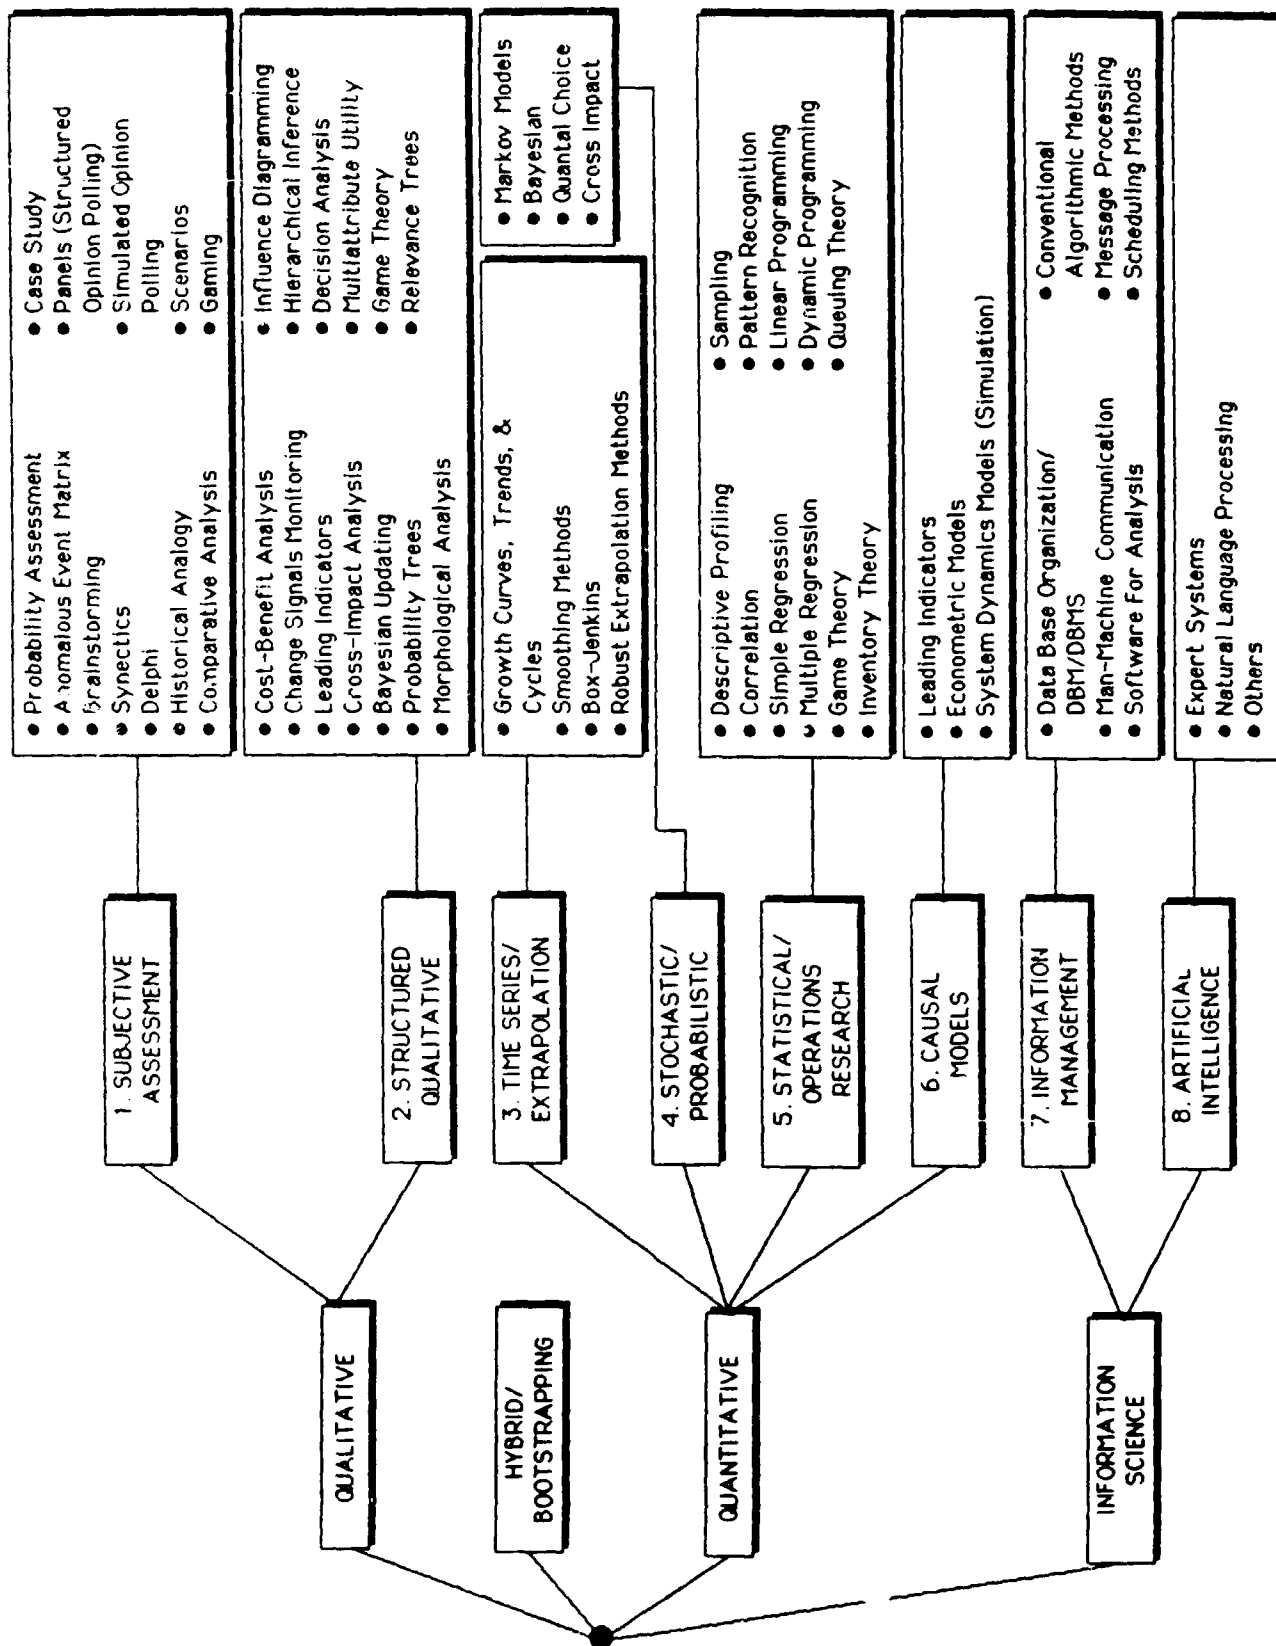 QUALITATIVE
HYBRID/
BOOTSTRAPPING
QUANTITATIVE
INFORMATION
SCIENCE
1. SUBJECTIVE
ASSESSMENT
2. STRUCTURED
QUALITATIVE
3. TIME SERIES/
EXTRAPOLATION
4. STOCHASTIC/
PROBABILISTIC
5. STATISTICAL/
OPERATIONS
RESEARCH
6. CAUSAL
MODELS
7. INFORMATION
MANAGEMENT
8. ARTIFICIAL
INTELLIGENCE
• Probability Assessment
• Anomalous Event Matrix
• Brainstorming
• Synectics
• Delphi
• Historical Analogy
• Comparative Analysis
• Case Study
• Panels (Structured
Opinion Polling)
• Simulated Opinion
Polling
• Scenarios
• Gaming
• Cost-Benefit Analysis
• Change Signals Monitoring
• Leading Indicators
• Cross-Impact Analysis
• Bayesian Updating
• Probability Trees
• Morphological Analysis
• Influence Diagramming
• Hierarchical Inference
• Decision Analysis
• Multiattribute Utility
• Game Theory
• Relevance Trees
• Growth Curves, Trends, &
Cycles
• Smoothing Methods
• Box-Jenkins
• Robust Extrapolation Methods
• Markov Models
• Bayesian
• Quantal Choice
• Cross Impact
• Descriptive Profiling
• Correlation
• Simple Regression
• Multiple Regression
• Game Theory
• Inventory Theory
• Sampling
• Pattern Recognition
• Linear Programming
• Dynamic Programming
• Queuing Theory
• Leading Indicators
• Econometric Models
• System Dynamics Models (Simulation)
• Data Base Organization/
DBM/DBMS
• Man-Machine Communication
• Software For Analysis
• Conventional
Algorithmic Methods
• Message Processing
• Scheduling Methods
• Expert Systems
• Natural Language Processing
• Others